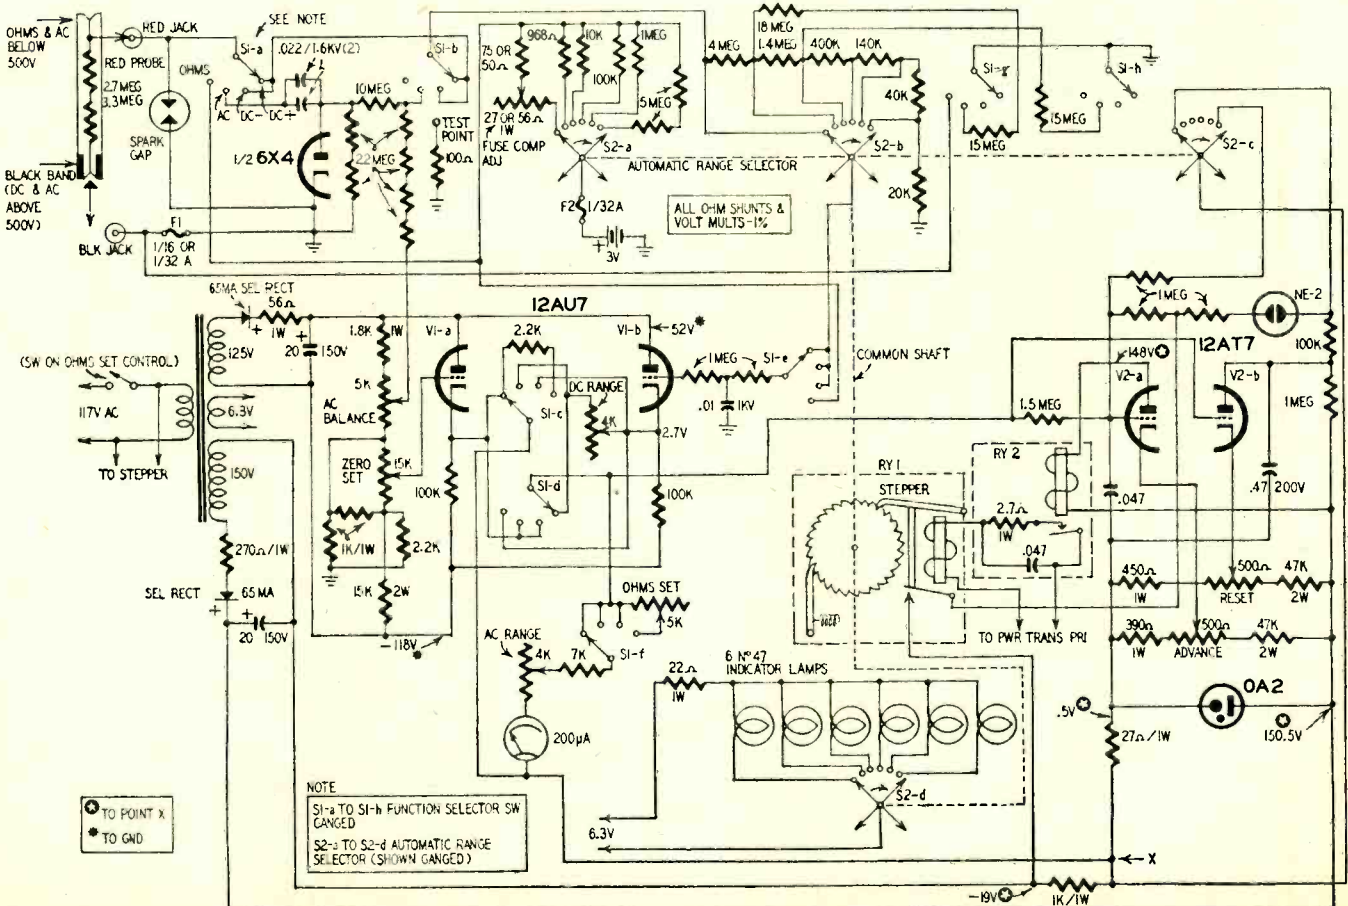 OHMS & AC
BELOW
500V
RED JACK
SEE NOTE
S1-a
.022/1.6KV(2)
S1-b
RED PROBE
OHMS
2.7 MEG
3.3 MEG
AC
DC-
DC+
10MEG
SPARK
GAP
1/2 6X4
22 MEG
TEST
POINT
100Ω
BLACK BAND
(DC & AC
ABOVE
500V)
BLK JACK
F1
1/16 OR
1/32 A
75 OR
50Ω
968Ω
10K
1MEG
100K
5 MEG
27 OR 56Ω
1W
FUSE COMP
ADJ
S2-a
AUTOMATIC RANGE SELECTOR
F2
1/32A
+
3V
ALL OHM SHUNTS &
VOLT MULTS-1%
4 MEG
18 MEG
1.4MEG
400K
140K
40K
S2-b
20K
S1-g
15MEG
15MEG
S1-h
S2-c
65MA SEL RECT
56Ω
+
1W
12AU7
(SW ON OHMS SET CONTROL)
125V
+
20
150V
1.8K
1W
V1-a
2.2K
V1-b
52V*
117V AC
6.3V
5K
AC
BALANCE
S1-c
DC RANGE
4K
1MEG
S1-e
.01
1KV
COMMON SHAFT
2.7V
TO STEPPER
150V
ZERO
SET
15K
100K
S1-d
100K
1K/1W
2.2K
270Ω/1W
SEL RECT
65 MA
+
+
20
150V
15K
2W
-118V
*
AC RANGE
4K
7K
S1-f
OHMS SET
5K
200μA
1MEG
NE-2
12AT7
100K
148V✪
V2-a
V2-b
1.5MEG
1 MEG
RY 1
STEPPER
RY 2
2.7Ω
1W
.047
.047
.47
200V
450Ω
1W
500Ω
RESET
47K
2W
TO PWR TRANS PRI
390Ω
1W
500Ω
ADVANCE
47K
2W
22Ω
1W
6 Nº 47
INDICATOR LAMPS
OA2
.5V✪
✪
150.5V
27Ω/1W
S2-d
6.3V
X
-19V✪
1K/1W
✪ TO POINT X
* TO GND
NOTE
S1-a TO S1-h FUNCTION SELECTOR SW
GANGED
S2-a TO S2-d AUTOMATIC RANGE
SELECTOR (SHOWN GANGED)